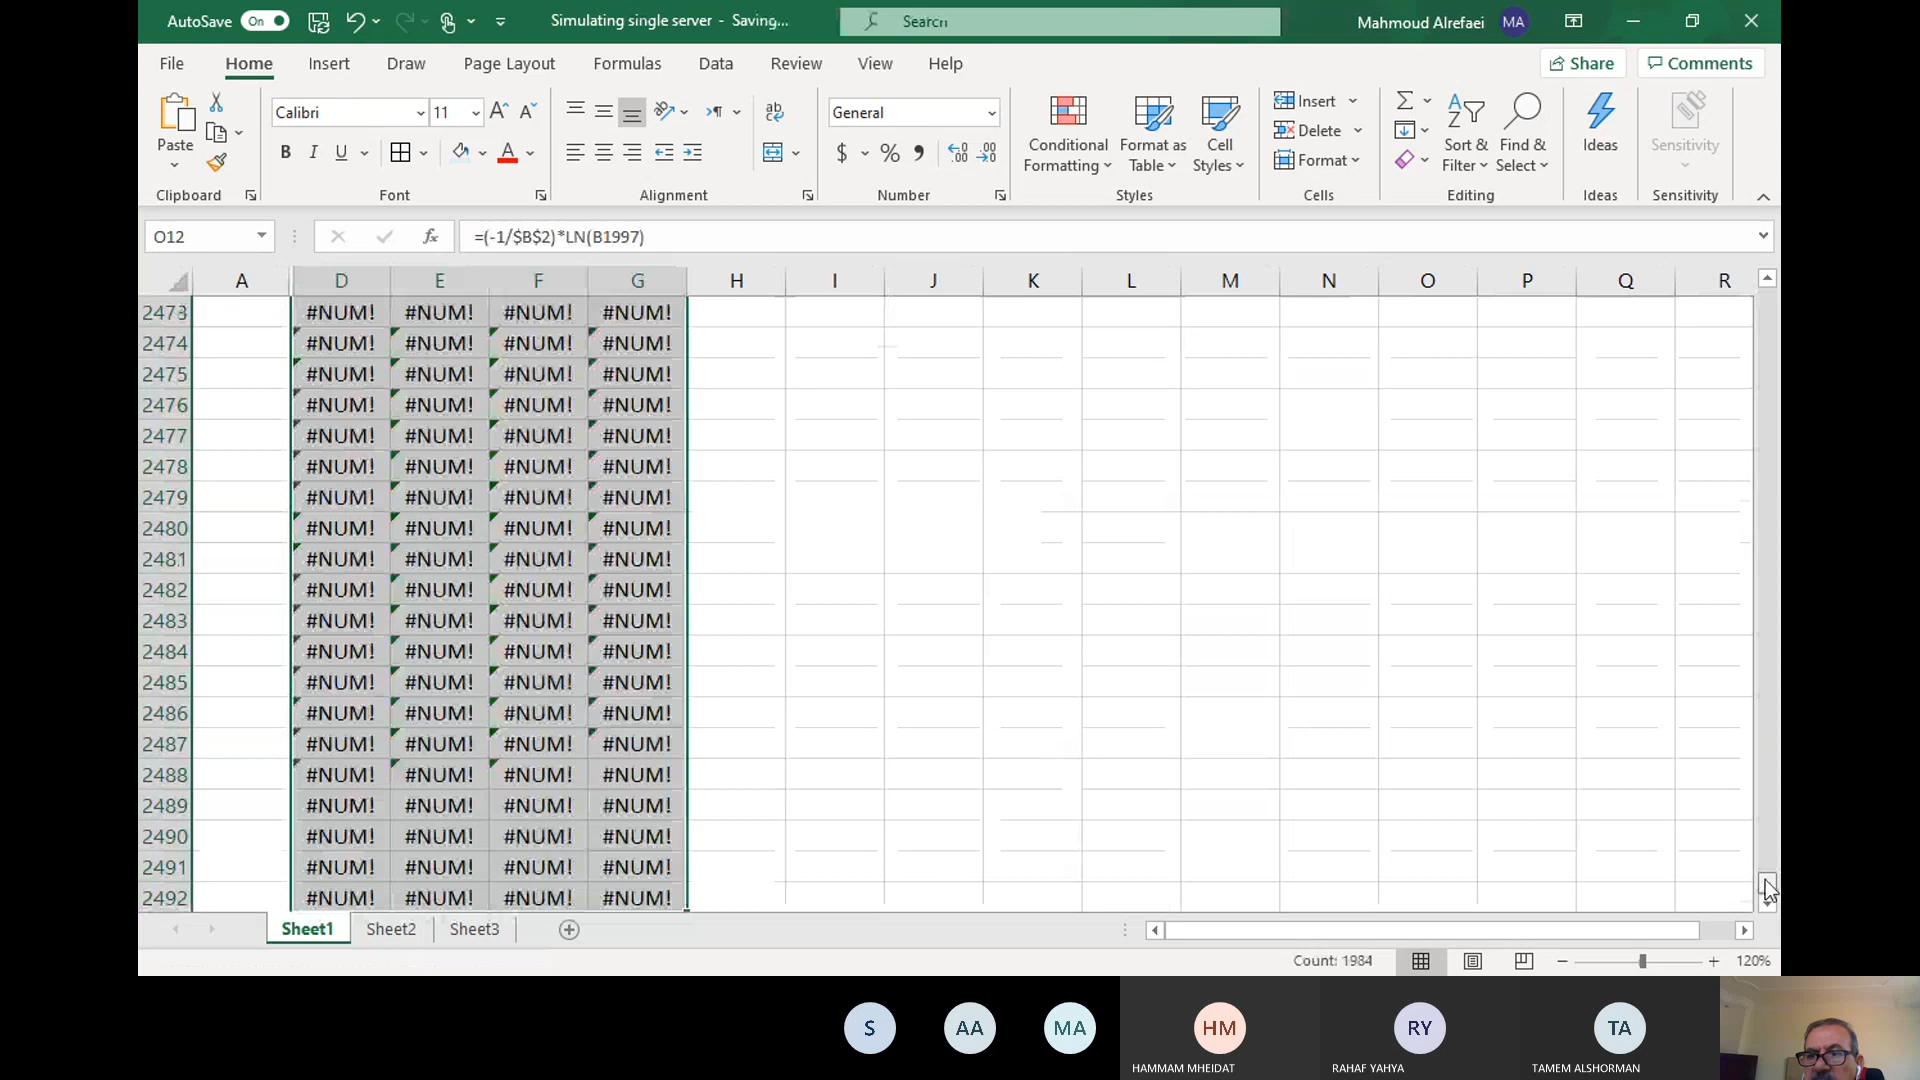 AutoSave On Simulating single server - Saving... Search Mahmoud Alrefaei MA
File Home Insert Draw Page Layout Formulas Data Review View Help Share Comments
Paste Calibri 11 General Conditional Formatting Format as Table Cell Styles Insert Delete Format Sort & Filter Find & Select Ideas Sensitivity
B I U A $ %
Clipboard Font Alignment Number Styles Cells Editing Ideas Sensitivity
O12 fx =(-1/$B$2)*LN(B1997)
A D E F G H I J K L M N O P Q R
2473 #NUM! #NUM! #NUM! #NUM!
2474 #NUM! #NUM! #NUM! #NUM!
2475 #NUM! #NUM! #NUM! #NUM!
2476 #NUM! #NUM! #NUM! #NUM!
2477 #NUM! #NUM! #NUM! #NUM!
2478 #NUM! #NUM! #NUM! #NUM!
2479 #NUM! #NUM! #NUM! #NUM!
2480 #NUM! #NUM! #NUM! #NUM!
2481 #NUM! #NUM! #NUM! #NUM!
2482 #NUM! #NUM! #NUM! #NUM!
2483 #NUM! #NUM! #NUM! #NUM!
2484 #NUM! #NUM! #NUM! #NUM!
2485 #NUM! #NUM! #NUM! #NUM!
2486 #NUM! #NUM! #NUM! #NUM!
2487 #NUM! #NUM! #NUM! #NUM!
2488 #NUM! #NUM! #NUM! #NUM!
2489 #NUM! #NUM! #NUM! #NUM!
2490 #NUM! #NUM! #NUM! #NUM!
2491 #NUM! #NUM! #NUM! #NUM!
2492 #NUM! #NUM! #NUM! #NUM!
Sheet1 Sheet2 Sheet3
Count: 1984 120%
S AA MA HM RY TA
HAMMAM MHEIDAT RAHAF YAHYA TAMEM ALSHORMAN